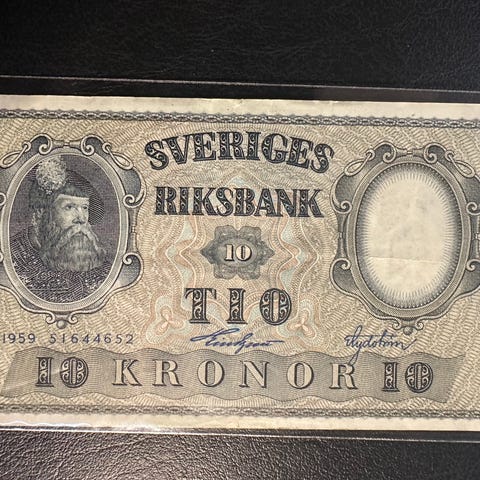 SVERIGES
RIKSBANK
10
TIO
1959 51644652
10 KRONOR 10